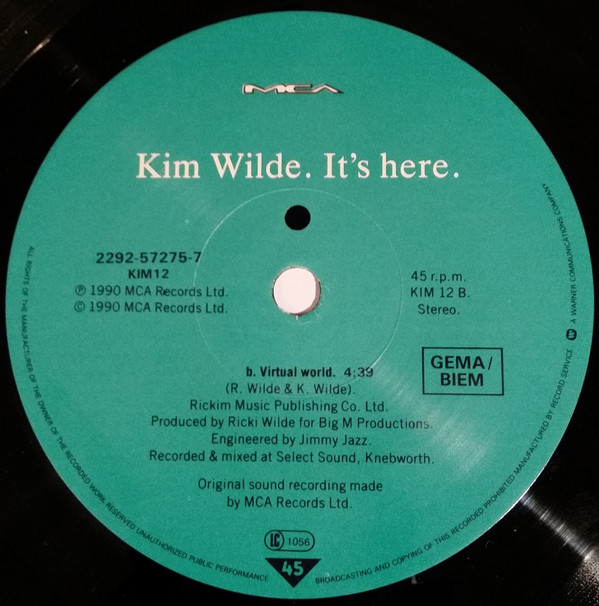 MCA
Kim Wilde. It's here.
2292-57275-7
KIM12
℗ 1990 MCA Records Ltd.
© 1990 MCA Records Ltd.
45 r.p.m.
KIM 12 B.
Stereo.
GEMA/
BIEM
b. Virtual world. 4:39
(R. Wilde & K. Wilde).
Rickim Music Publishing Co. Ltd.
Produced by Ricki Wilde for Big M Productions.
Engineered by Jimmy Jazz.
Recorded & mixed at Select Sound, Knebworth.
Original sound recording made
by MCA Records Ltd.
LC 1056
45
ALL RIGHTS OF THE MANUFACTURER OF THE OWNER OF THE RECORDED WORK RESERVED UNAUTHORIZED PUBLIC PERFORMANCE
BROADCASTING AND COPYING OF THIS RECORDED PROHIBITED MANUFACTURED BY RECORD SERVICE
A WARNER COMMUNICATIONS COMPANY